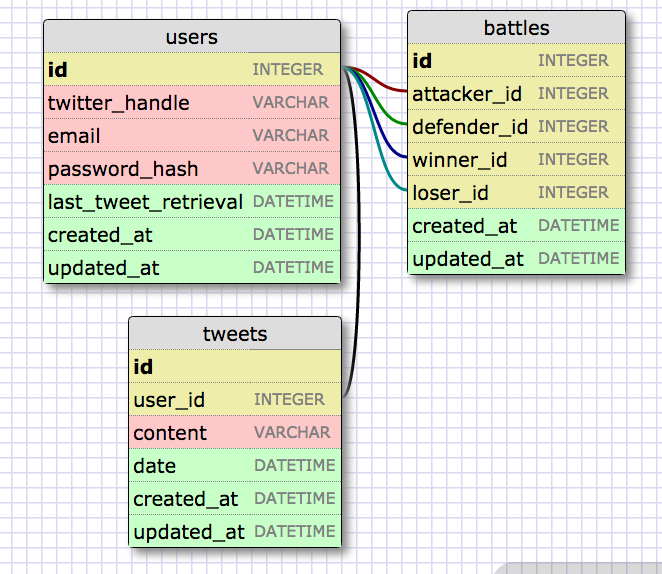 users
id INTEGER
twitter_handle VARCHAR
email VARCHAR
password_hash VARCHAR
last_tweet_retrieval DATETIME
created_at DATETIME
updated_at DATETIME
battles
id INTEGER
attacker_id INTEGER
defender_id INTEGER
winner_id INTEGER
loser_id INTEGER
created_at DATETIME
updated_at DATETIME
tweets
id
user_id INTEGER
content VARCHAR
date DATETIME
created_at DATETIME
updated_at DATETIME